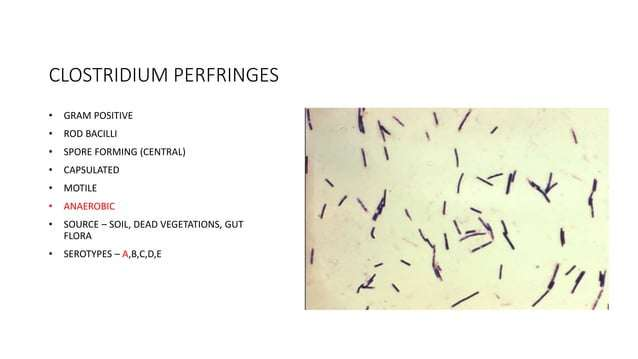 CLOSTRIDIUM PERFRINGES
• GRAM POSITIVE
• ROD BACILLI
• SPORE FORMING (CENTRAL)
• CAPSULATED
• MOTILE
• ANAEROBIC
• SOURCE – SOIL, DEAD VEGETATIONS, GUT
FLORA
• SEROTYPES – A,B,C,D,E